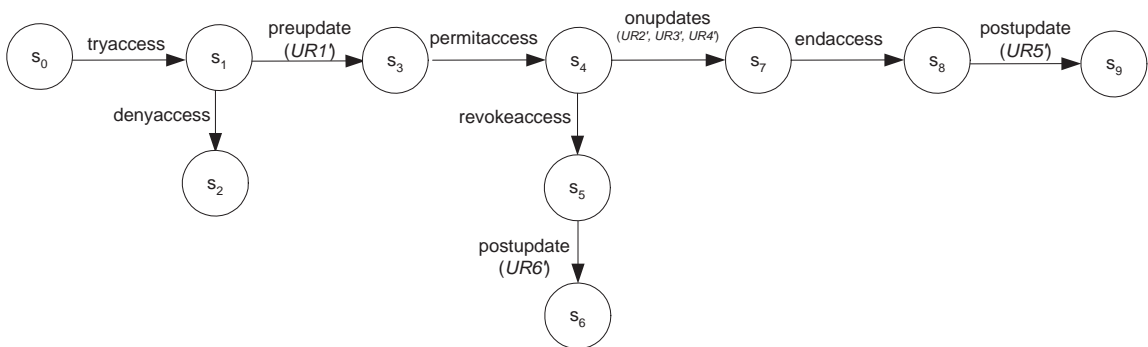 s0
tryaccess
s1
preupdate
(UR1')
s3
permitaccess
s4
onupdates
(UR2', UR3', UR4')
s7
endaccess
s8
postupdate
(UR5')
s9
denyaccess
s2
revokeaccess
s5
postupdate
(UR6')
s6